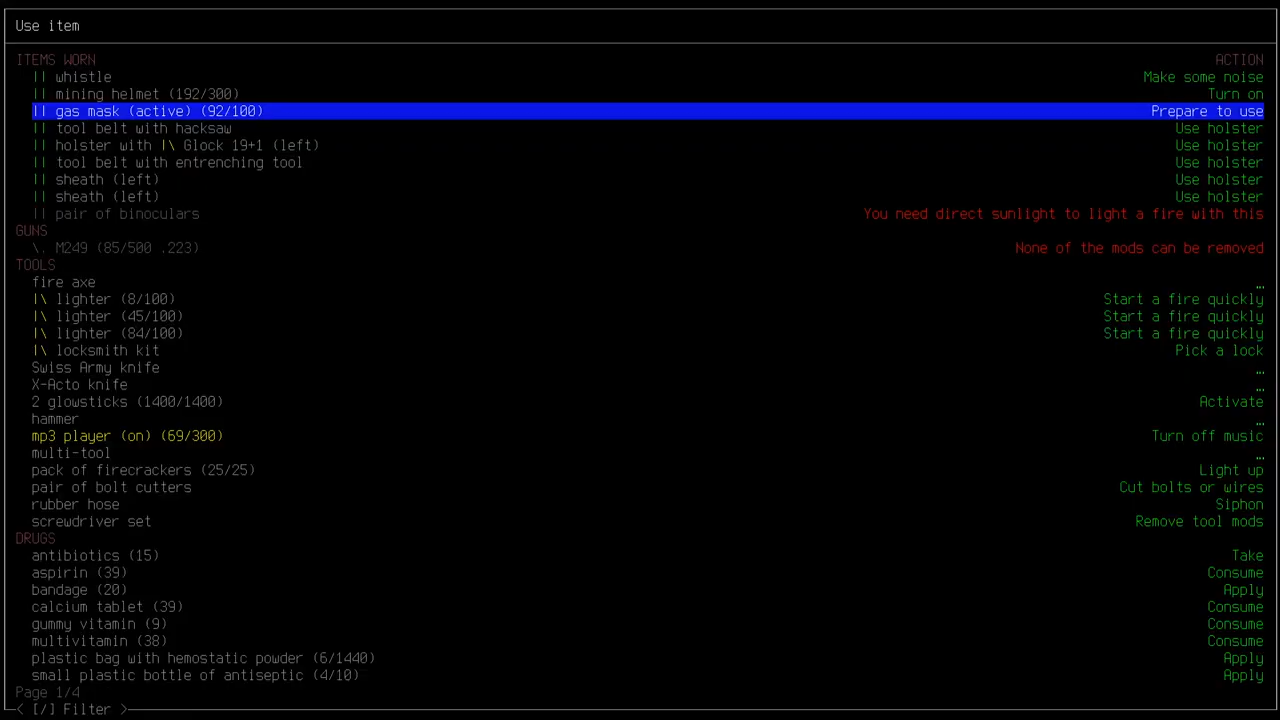 Use item
ITEMS WORN ACTION
|| whistle Make some noise
|| mining helmet (192/300) Turn on
|| gas mask (active) (92/100) Prepare to use
|| tool belt with hacksaw Use holster
|| holster with |\ Glock 19+1 (left) Use holster
|| tool belt with entrenching tool Use holster
|| sheath (left) Use holster
|| sheath (left) Use holster
|| pair of binoculars You need direct sunlight to light a fire with this
GUNS
\. M249 (85/500 .223) None of the mods can be removed
TOOLS
fire axe …
|\ lighter (8/100) Start a fire quickly
|\ lighter (45/100) Start a fire quickly
|\ lighter (84/100) Start a fire quickly
|\ locksmith kit Pick a lock
Swiss Army knife …
X-Acto knife …
2 glowsticks (1400/1400) Activate
hammer …
mp3 player (on) (69/300) Turn off music
multi-tool …
pack of firecrackers (25/25) Light up
pair of bolt cutters Cut bolts or wires
rubber hose Siphon
screwdriver set Remove tool mods
DRUGS
antibiotics (15) Take
aspirin (39) Consume
bandage (20) Apply
calcium tablet (39) Consume
gummy vitamin (9) Consume
multivitamin (38) Consume
plastic bag with hemostatic powder (6/1440) Apply
small plastic bottle of antiseptic (4/10) Apply
Page 1/4
< [/] Filter >